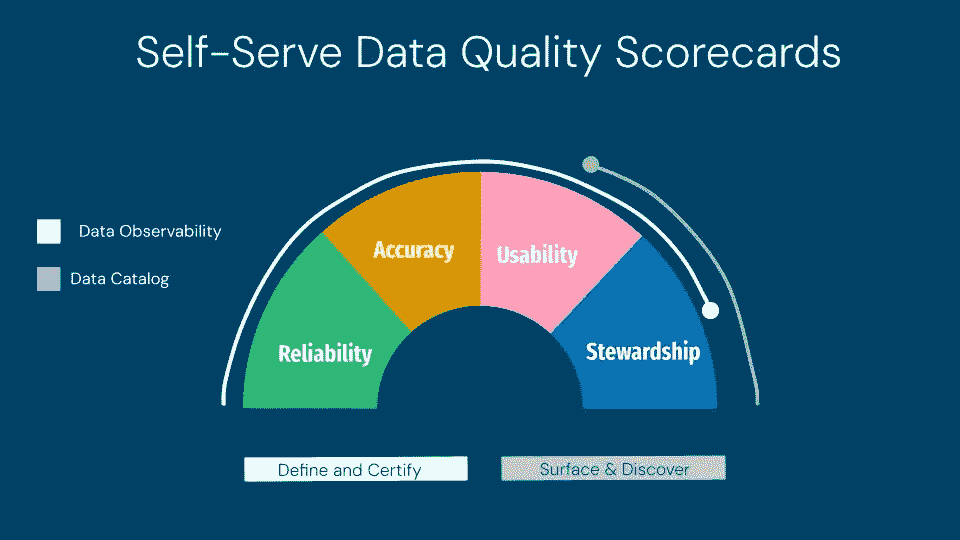 Self-Serve Data Quality Scorecards
Data Observability
Data Catalog
Accuracy
Usability
Reliability
Stewardship
Define and Certify
Surface & Discover